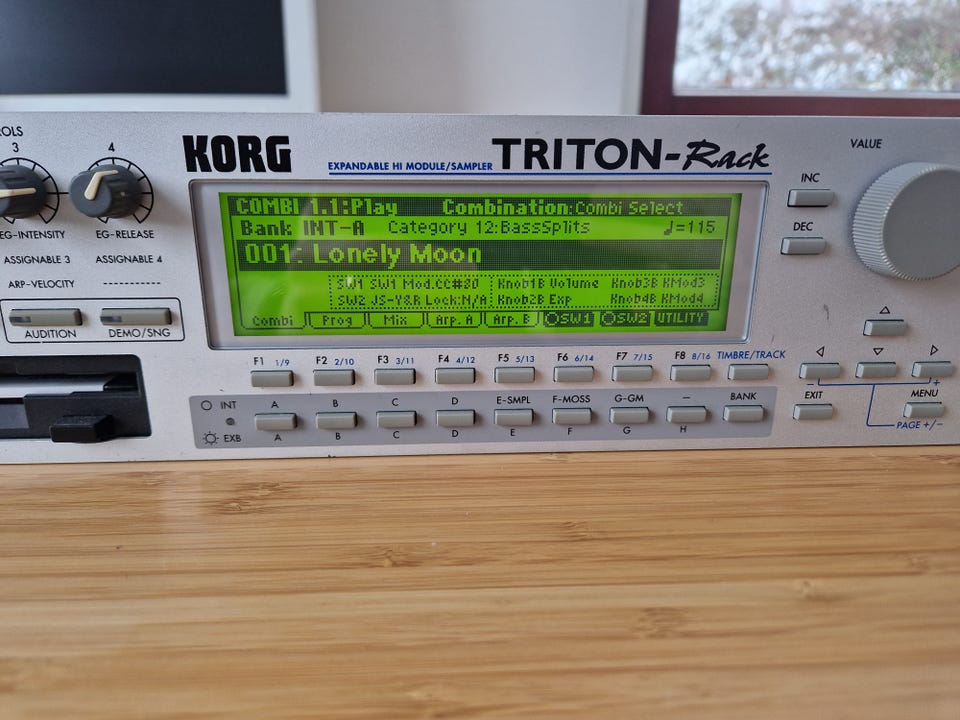 OLS
3 4
EG-INTENSITY EG-RELEASE
ASSIGNABLE 3 ASSIGNABLE 4
ARP-VELOCITY ----------
AUDITION DEMO/SNG
KORG
EXPANDABLE HI MODULE/SAMPLER TRITON-Rack
COMBI 1.1:Play Combination:Combi Select
Bank INT-A Category 12:BassSplits ♩=115
001: Lonely Moon
SW1 SW1 Mod.CC#80 Knob1B Volume Knob3B KMod3
SW2 JS-Y&R Lock:N/A Knob2B Exp Knob4B KMod4
Combi Prog Mix Arp. A Arp. B SW1 SW2 UTILITY
F1 1/9 F2 2/10 F3 3/11 F4 4/12 F5 5/13 F6 6/14 F7 7/15 F8 8/16 TIMBRE/TRACK
INT A B C D E-SMPL F-MOSS G-GM – BANK
EXB A B C D E F G H
VALUE
INC
DEC
– +
EXIT MENU
PAGE +/–